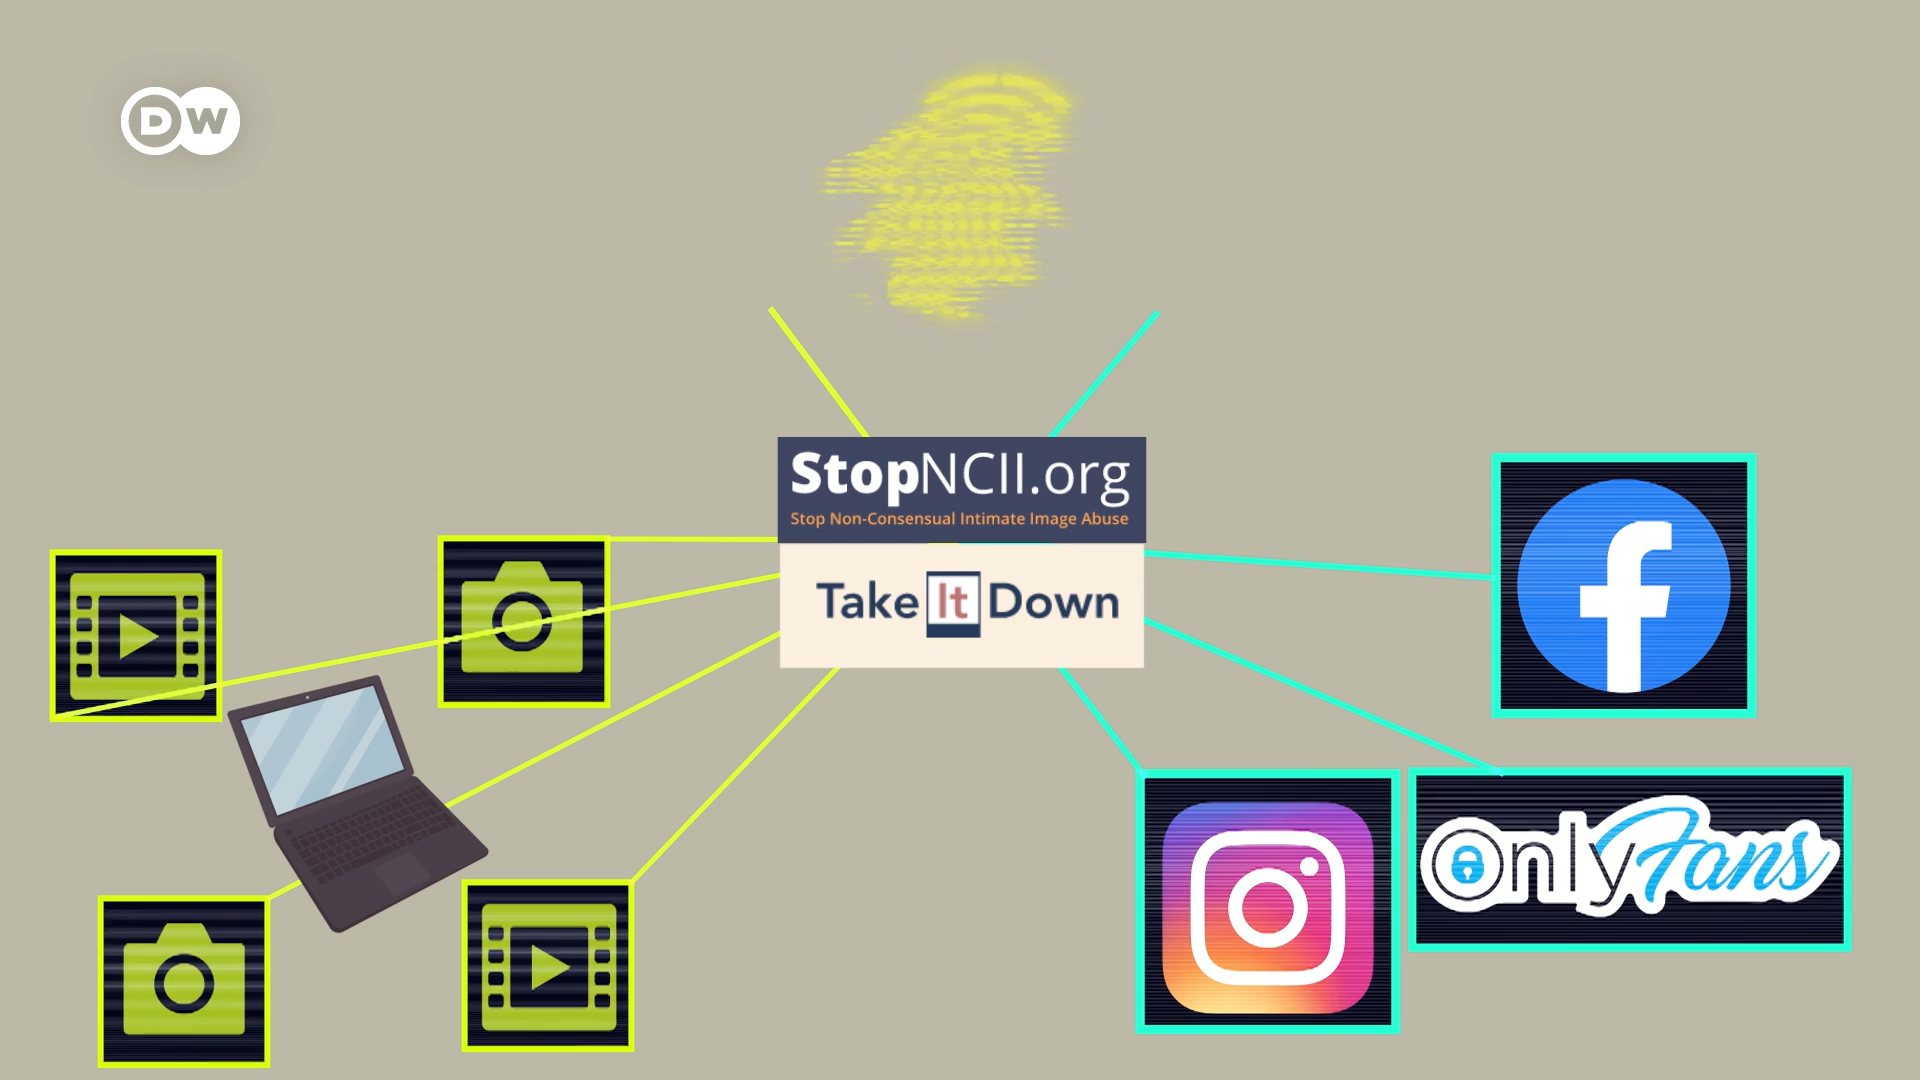 DW
StopNCII.org
Stop Non-Consensual Intimate Image Abuse
Take It Down
f
OnlyFans